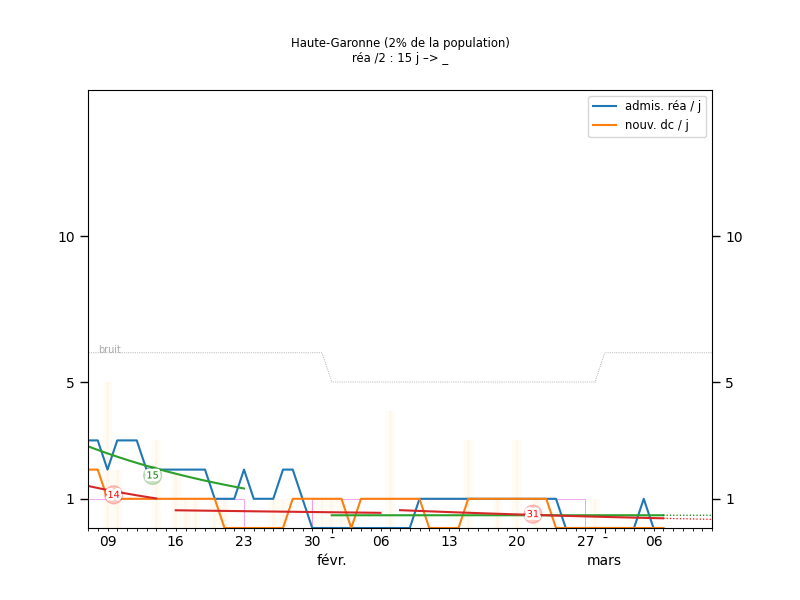 Haute-Garonne (2% de la population)
réa /2 : 15 j –> _
admis. réa / j
nouv. dc / j
10
10
bruit
5
5
15
14
31
1
1
09
16
23
30
-
06
13
20
27
-
06
févr.
mars